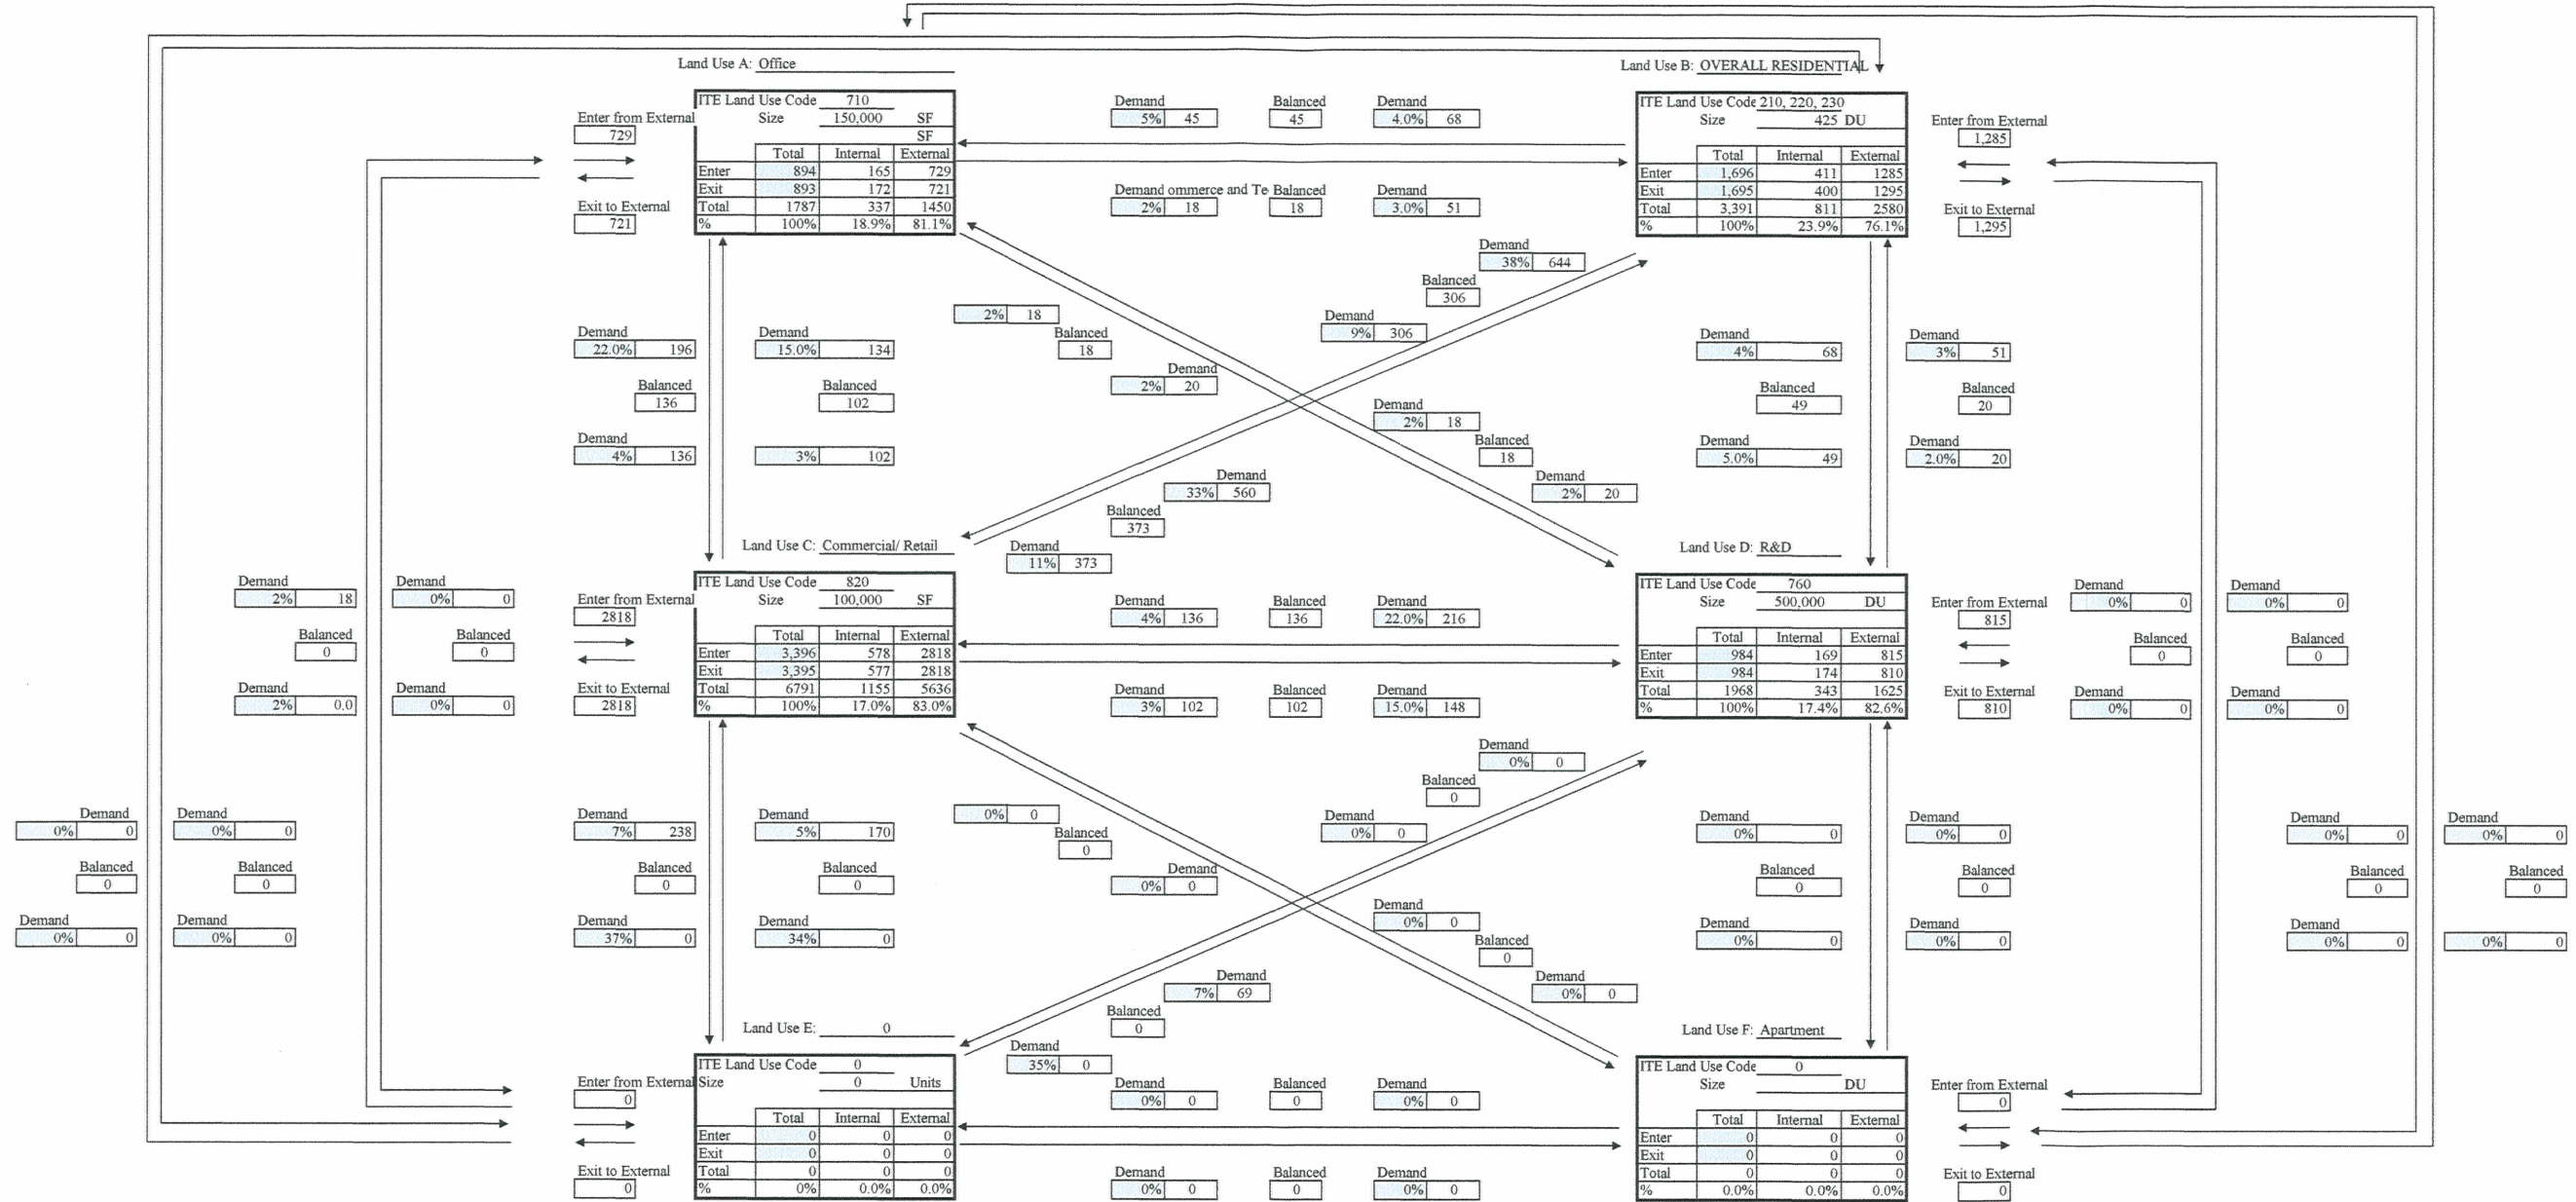 Land Use A: Office
Land Use B: OVERALL RESIDENTIAL
ITE Land Use Code 710
Size 150,000 SF
SF
Total Internal External
Enter 894 165 729
Exit 893 172 721
Total 1787 337 1450
% 100% 18.9% 81.1%
Enter from External
729
Exit to External
721
Demand Balanced Demand
5% 45 45 4.0% 68
Demand ommerce and Te Balanced Demand
2% 18 18 3.0% 51
ITE Land Use Code 210, 220, 230
Size 425 DU
Total Internal External
Enter 1,696 411 1285
Exit 1,695 400 1295
Total 3,391 811 2580
% 100% 23.9% 76.1%
Enter from External
1,285
Exit to External
1,295
Demand
38% 644
Balanced
306
Demand
9% 306
2% 18
Balanced
18
Demand
2% 20
Demand Demand
22.0% 196 15.0% 134
Balanced Balanced
136 102
Demand
4% 136 3% 102
Demand Demand
4% 68 3% 51
Balanced Balanced
49 20
Demand Demand
5.0% 49 2.0% 20
Demand
2% 18
Balanced
18
Demand
2% 20
Demand
33% 560
Balanced
373
Demand
11% 373
Land Use C: Commercial/ Retail
Land Use D: R&D
ITE Land Use Code 820
Size 100,000 SF
Total Internal External
Enter 3,396 578 2818
Exit 3,395 577 2818
Total 6791 1155 5636
% 100% 17.0% 83.0%
Enter from External
2818
Exit to External
2818
Demand Demand
2% 18 0% 0
Balanced Balanced
0 0
Demand Demand
2% 0.0 0% 0
Demand Balanced Demand
4% 136 136 22.0% 216
Demand Balanced Demand
3% 102 102 15.0% 148
ITE Land Use Code 760
Size 500,000 DU
Total Internal External
Enter 984 169 815
Exit 984 174 810
Total 1968 343 1625
% 100% 17.4% 82.6%
Enter from External
815
Exit to External
810
Demand Demand
0% 0 0% 0
Balanced Balanced
0 0
Demand Demand
0% 0 0% 0
Demand Demand
0% 0 0% 0
Balanced Balanced
0 0
Demand Demand
0% 0 0% 0
Demand Demand
7% 238 5% 170
Balanced Balanced
0 0
Demand
37% 0 34% 0
0% 0
Balanced
0
Demand
0% 0
Demand
0% 0
Balanced
0
Demand
0% 0
Demand Demand
0% 0 0% 0
Balanced Balanced
0 0
Demand Demand
0% 0 0% 0
Demand Demand
0% 0 0% 0
Balanced Balanced
0 0
Demand
0% 0 0% 0
Demand
0% 0
Balanced
0
Demand
0% 0
Demand
7% 69
Balanced
0
Demand
35% 0
Land Use E: 0
Land Use F: Apartment
ITE Land Use Code 0
Size 0 Units
Total Internal External
Enter 0 0 0
Exit 0 0 0
Total 0 0 0
% 0% 0.0% 0.0%
Enter from External
0
Exit to External
0
Demand Balanced Demand
0% 0 0 0% 0
Demand Balanced Demand
0% 0 0 0% 0
ITE Land Use Code 0
Size DU
Total Internal External
Enter 0 0 0
Exit 0 0 0
Total 0 0 0
% 0.0% 0.0% 0.0%
Enter from External
0
Exit to External
0